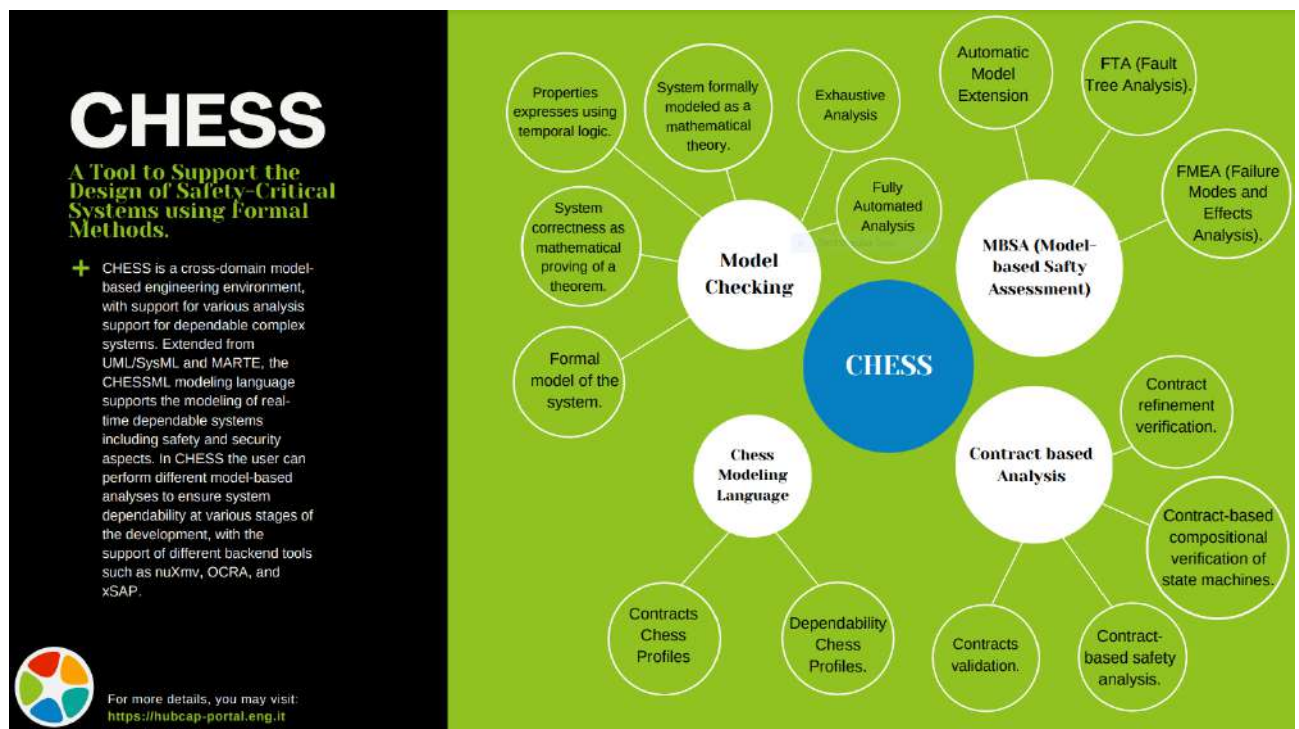 CHESS
A Tool to Support the
Design of Safety-Critical
Systems using Formal
Methods.
+ CHESS is a cross-domain model-
based engineering environment,
with support for various analysis
support for dependable complex
systems. Extended from
UML/SysML and MARTE, the
CHESSML modeling language
supports the modeling of real-
time dependable systems
including safety and security
aspects. In CHESS the user can
perform different model-based
analyses to ensure system
dependability at various stages of
the development, with the
support of different backend tools
such as nuXmv, OCRA, and
xSAP.
For more details, you may visit:
https://hubcap-portal.eng.it
Properties
expresses using
temporal logic.
System formally
modeled as a
mathematical
theory.
Exhaustive
Analysis
Fully
Automated
Analysis
System
correctness as
mathematical
proving of a
theorem.
Formal
model of the
system.
Model
Checking
Automatic
Model
Extension
FTA (Fault
Tree Analysis).
FMEA (Failure
Modes and
Effects
Analysis).
MBSA (Model-
based Safty
Assessment)
CHESS
Chess
Modeling
Language
Contracts
Chess
Profiles
Dependability
Chess
Profiles.
Contract based
Analysis
Contract
refinement
verification.
Contract-based
compositional
verification of
state machines.
Contract-
based safety
analysis.
Contracts
validation.